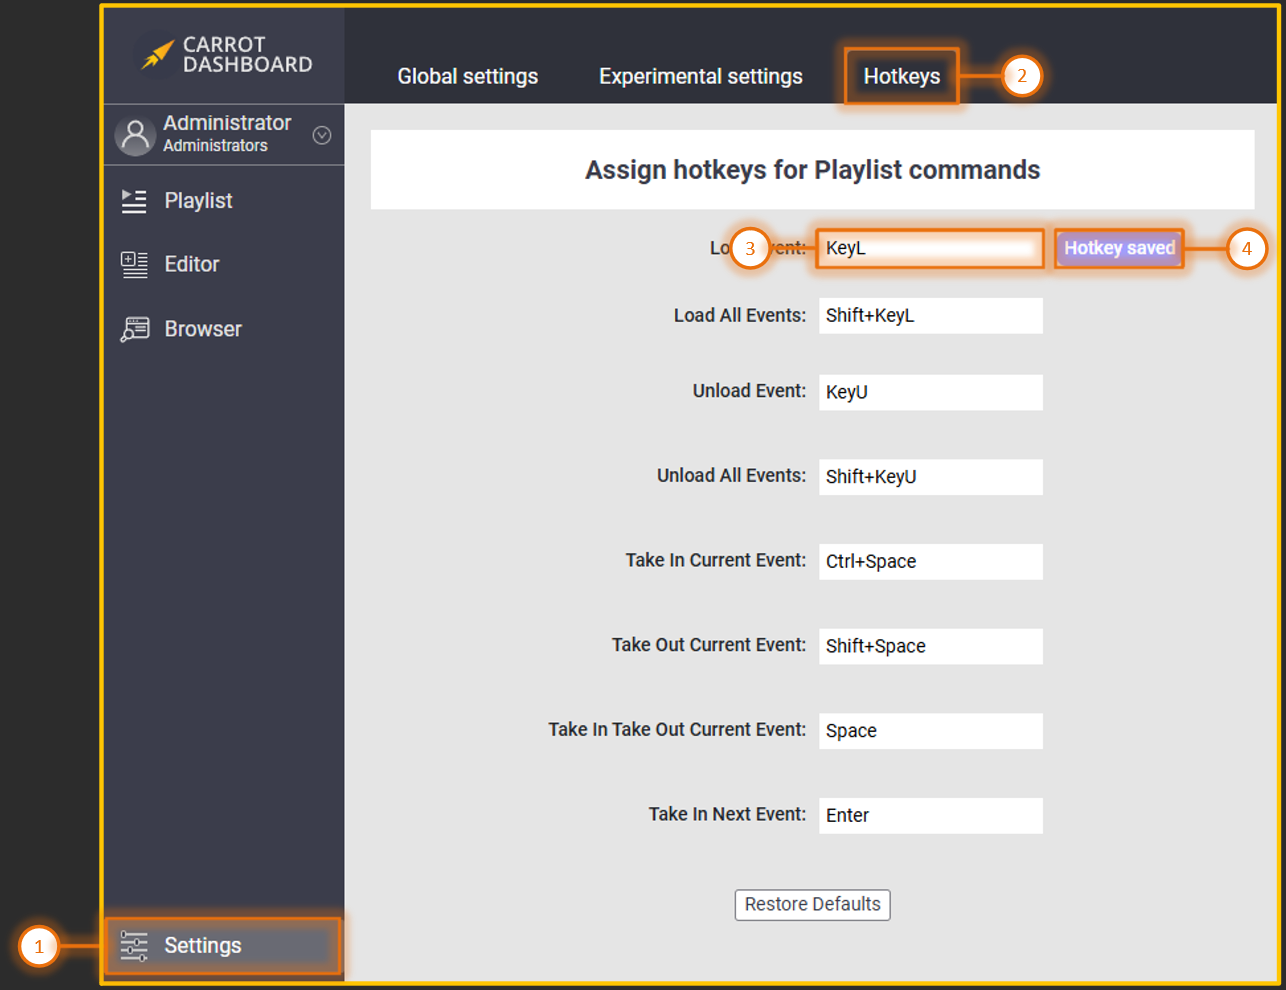 CARROT
DASHBOARD
Global settings
Experimental settings
Hotkeys
2
Administrator
Administrators
Playlist
Editor
Browser
Settings
1
Assign hotkeys for Playlist commands
Lo
3
vent:
KeyL
Hotkey saved
4
Load All Events:
Shift+KeyL
Unload Event:
KeyU
Unload All Events:
Shift+KeyU
Take In Current Event:
Ctrl+Space
Take Out Current Event:
Shift+Space
Take In Take Out Current Event:
Space
Take In Next Event:
Enter
Restore Defaults